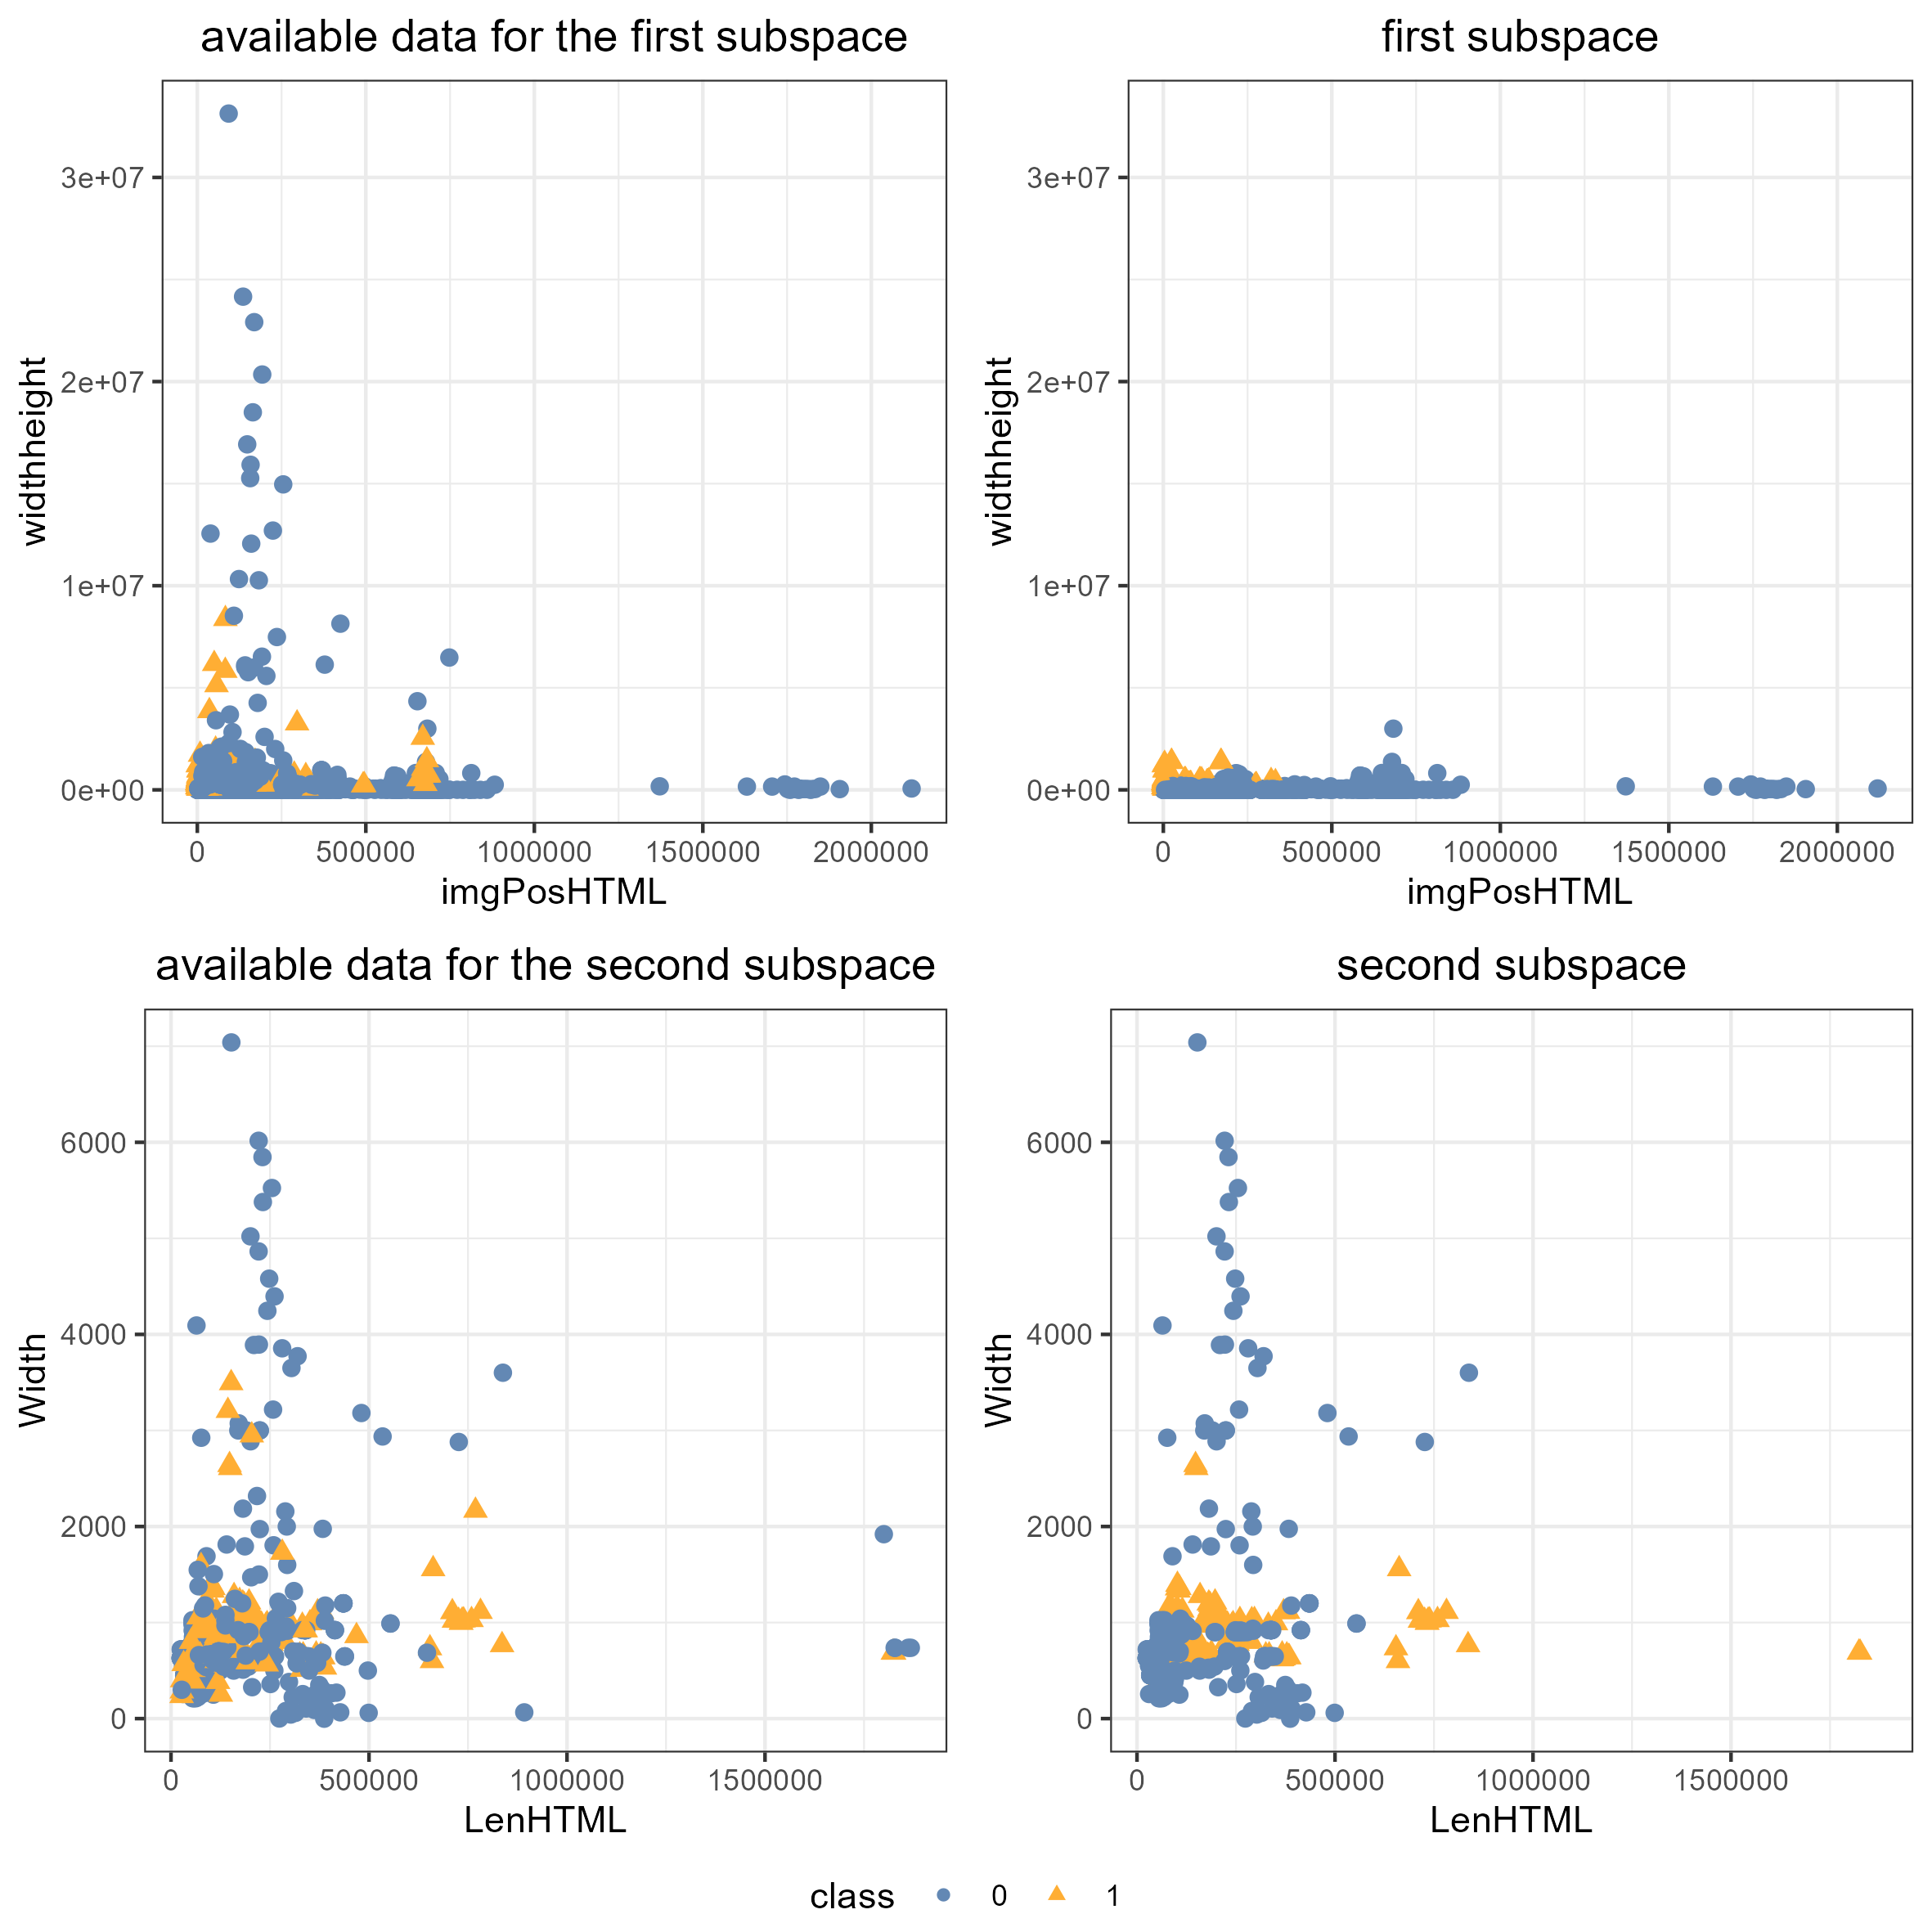 available data for the first subspace
first subspace
3e+07
2e+07
1e+07
0e+00
widthheight
0
500000
1000000
1500000
2000000
imgPosHTML
3e+07
2e+07
1e+07
0e+00
widthheight
0
500000
1000000
1500000
2000000
imgPosHTML
available data for the second subspace
second subspace
6000
4000
2000
0
Width
0
500000
1000000
1500000
LenHTML
6000
4000
2000
0
Width
0
500000
1000000
1500000
LenHTML
class 0 1